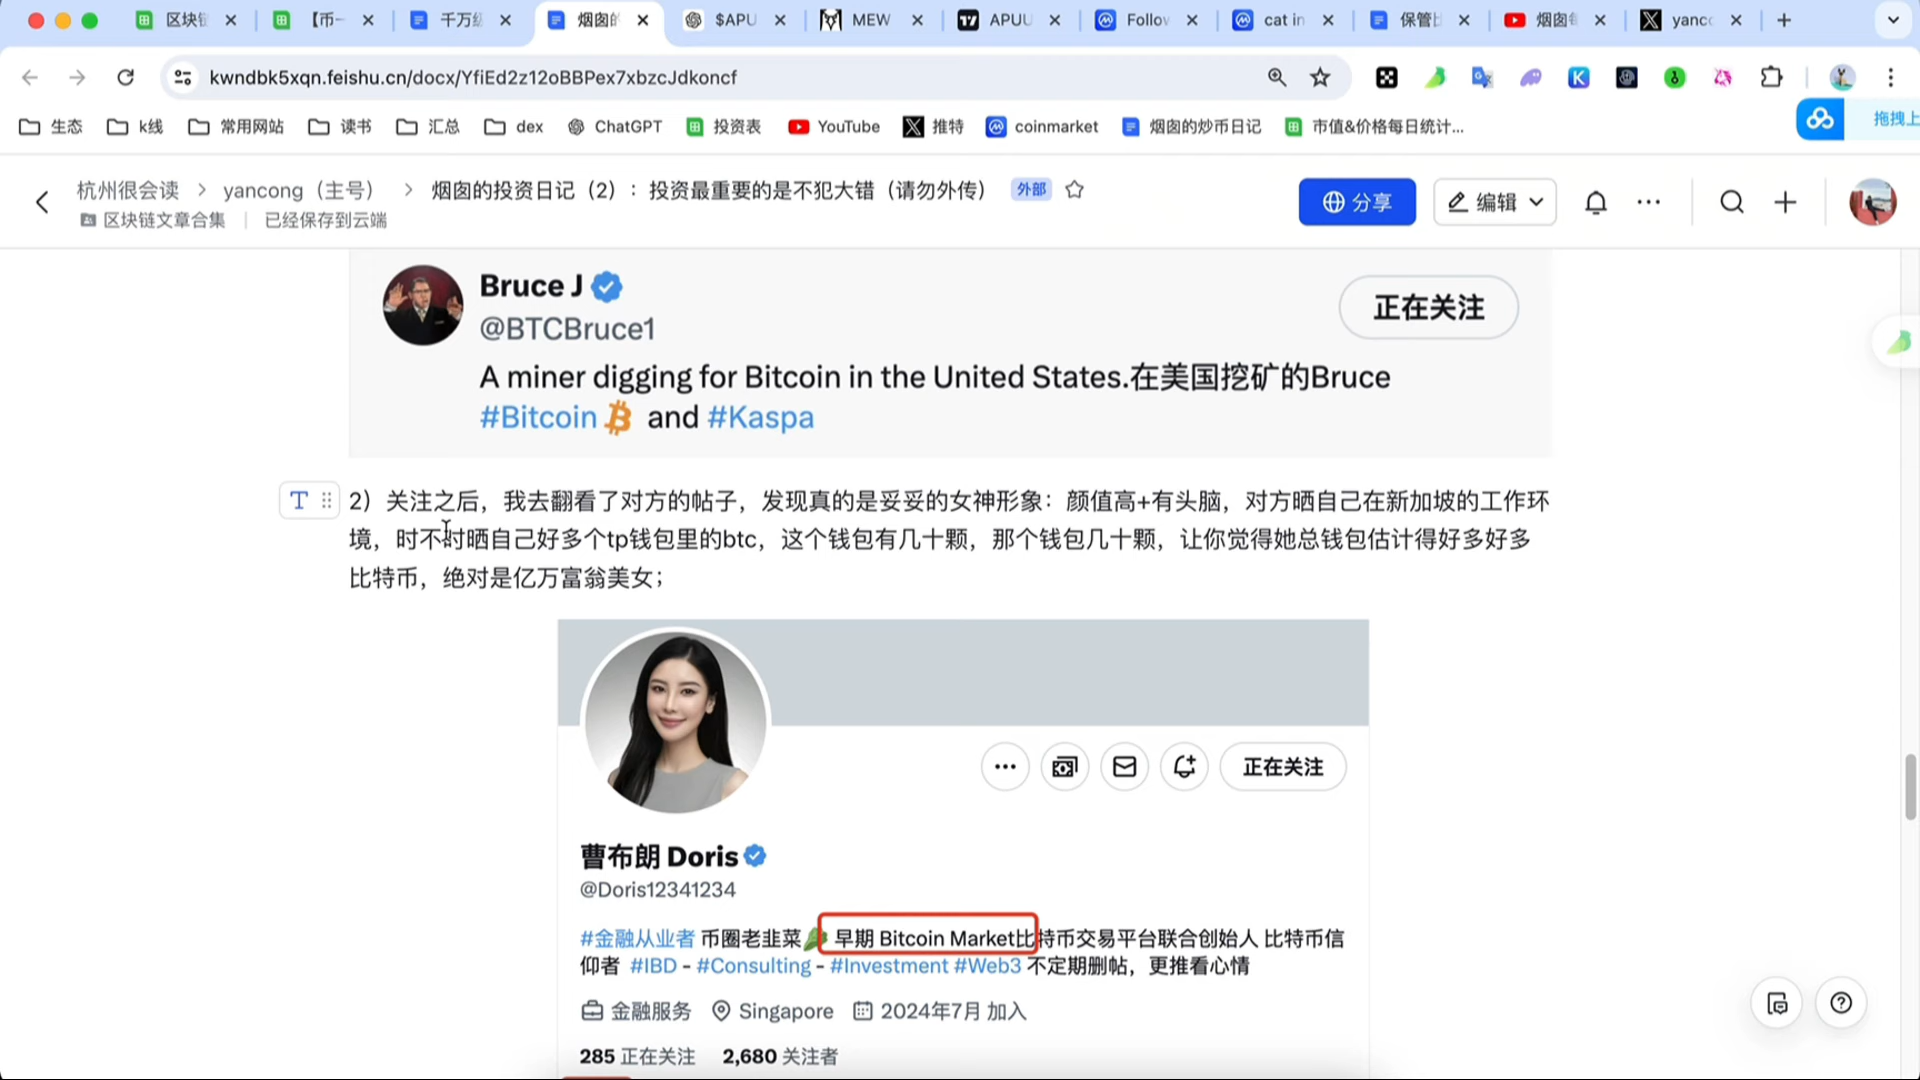 区块链
【币一
千万级
烟囱的
$APU
MEW
APUU
Follow
cat in
保管比
烟囱每
yanco
kwndbk5xqn.feishu.cn/docx/YfiEd2z12oBBPex7xbzcJdkoncf
生态
k线
常用网站
读书
汇总
dex
ChatGPT
投资表
YouTube
推特
coinmarket
烟囱的炒币日记
市值&价格每日统计...
拖拽上
杭州很会读 > yancong（主号） > 烟囱的投资日记（2）：投资最重要的是不犯大错（请勿外传） 外部
区块链文章合集 | 已经保存到云端
分享
编辑
Bruce J
@BTCBruce1
正在关注
A miner digging for Bitcoin in the United States.在美国挖矿的Bruce
#Bitcoin and #Kaspa
2）关注之后，我去翻看了对方的帖子，发现真的是妥妥的女神形象：颜值高+有头脑，对方晒自己在新加坡的工作环
境，时不时晒自己好多个tp钱包里的btc，这个钱包有几十颗，那个钱包几十颗，让你觉得她总钱包估计得好多好多
比特币，绝对是亿万富翁美女；
正在关注
曹布朗 Doris
@Doris12341234
#金融从业者 币圈老韭菜 早期 Bitcoin Market比特币交易平台联合创始人 比特币信
仰者 #IBD - #Consulting - #Investment #Web3 不定期删帖，更推看心情
金融服务 Singapore 2024年7月 加入
285 正在关注 2,680 关注者